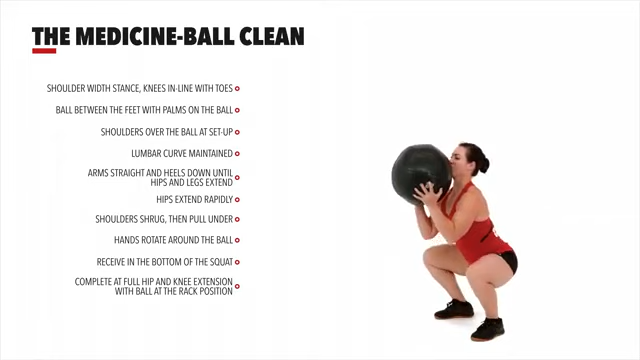 THE MEDICINE-BALL CLEAN
SHOULDER WIDTH STANCE, KNEES IN-LINE WITH TOES
BALL BETWEEN THE FEET WITH PALMS ON THE BALL
SHOULDERS OVER THE BALL AT SET-UP
LUMBAR CURVE MAINTAINED
ARMS STRAIGHT AND HEELS DOWN UNTIL
HIPS AND LEGS EXTEND
HIPS EXTEND RAPIDLY
SHOULDERS SHRUG, THEN PULL UNDER
HANDS ROTATE AROUND THE BALL
RECEIVE IN THE BOTTOM OF THE SQUAT
COMPLETE AT FULL HIP AND KNEE EXTENSION
WITH BALL AT THE RACK POSITION